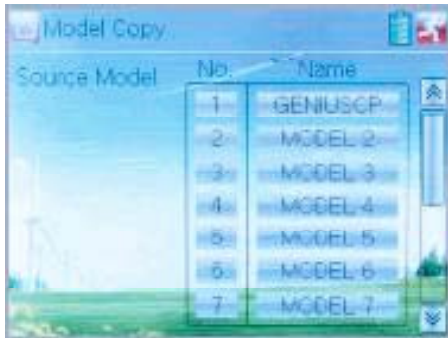 Model Copy
Source Model
No. Name
1 GENIUSCP
2 MODEL 2
3 MODEL 3
4 MODEL 4
5 MODEL 5
6 MODEL 6
7 MODEL 7